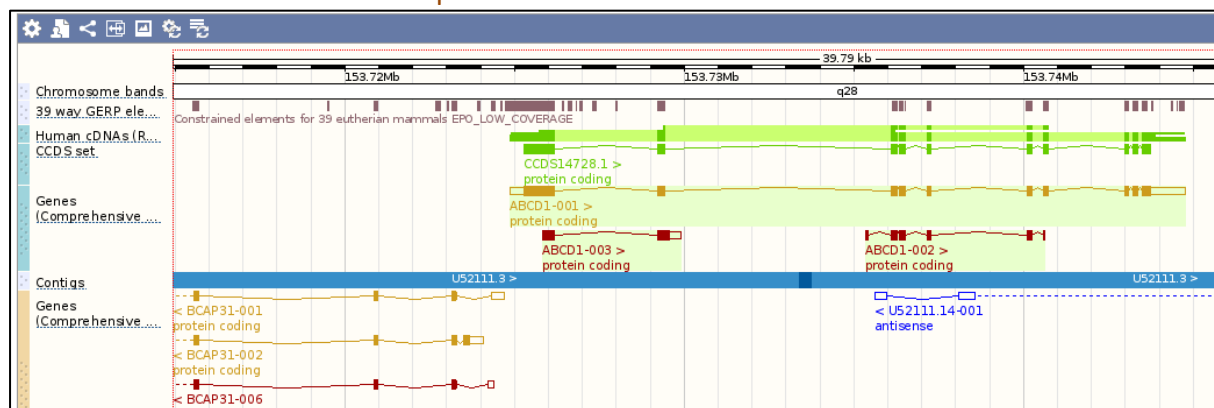 39.79 kb
153.72Mb 153.73Mb 153.74Mb
Chromosome bands q28
39 way GERP ele...
Constrained elements for 39 eutherian mammals EPO_LOW_COVERAGE
Human cDNAs (R...
CCDS set
CCDS14728.1 >
protein coding
Genes
(Comprehensive ...
ABCD1-001 >
protein coding
ABCD1-003 > ABCD1-002 >
protein coding protein coding
Contigs U52111.3 > U52111.3 >
Genes
(Comprehensive ...
< BCAP31-001 < U52111.14-001
protein coding antisense
< BCAP31-002
protein coding
< BCAP31-006